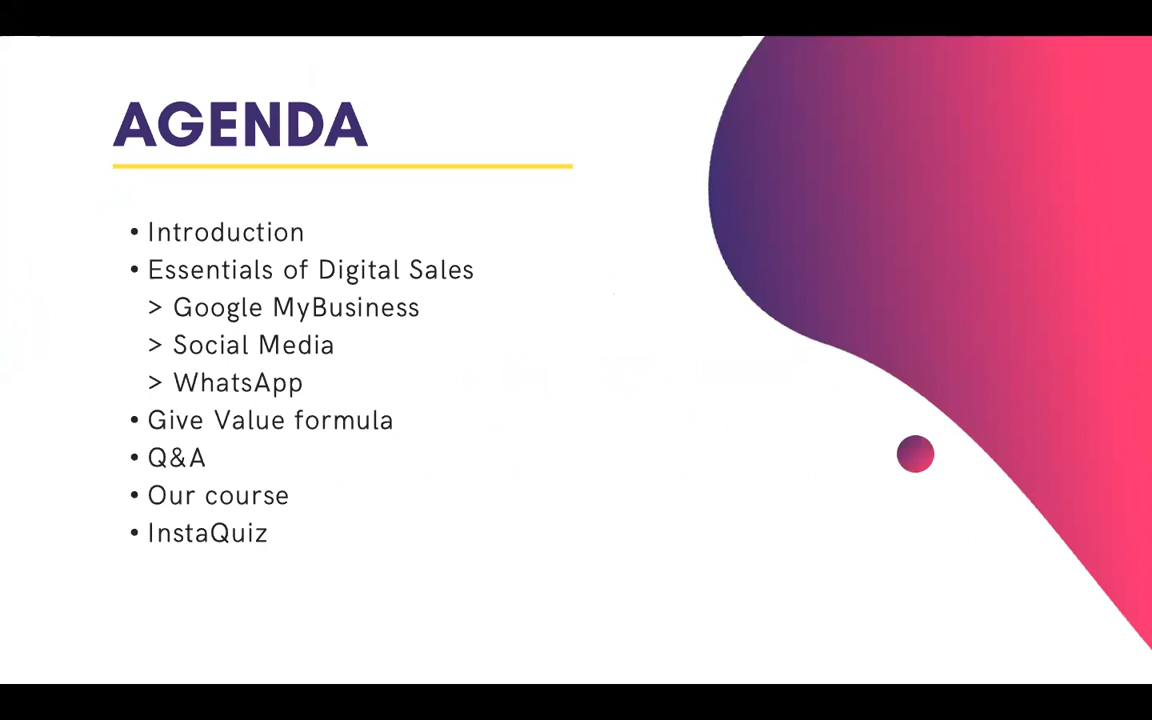 AGENDA
• Introduction
• Essentials of Digital Sales
> Google MyBusiness
> Social Media
> WhatsApp
• Give Value formula
• Q&A
• Our course
• InstaQuiz